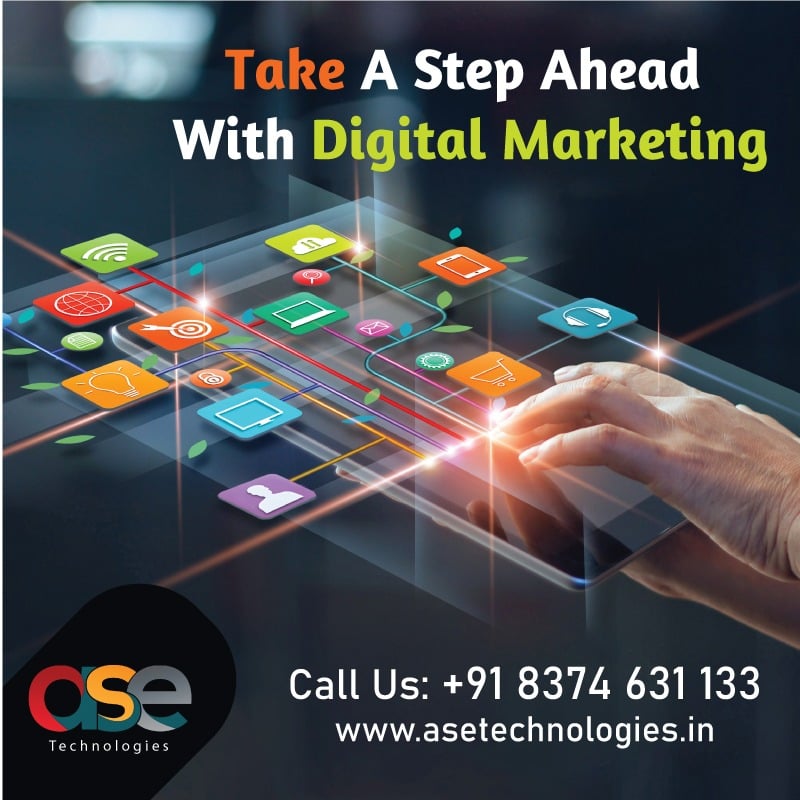 Take A Step Ahead
With Digital Marketing
ase
Technologies
Call Us: +91 8374 631 133
www.asetechnologies.in